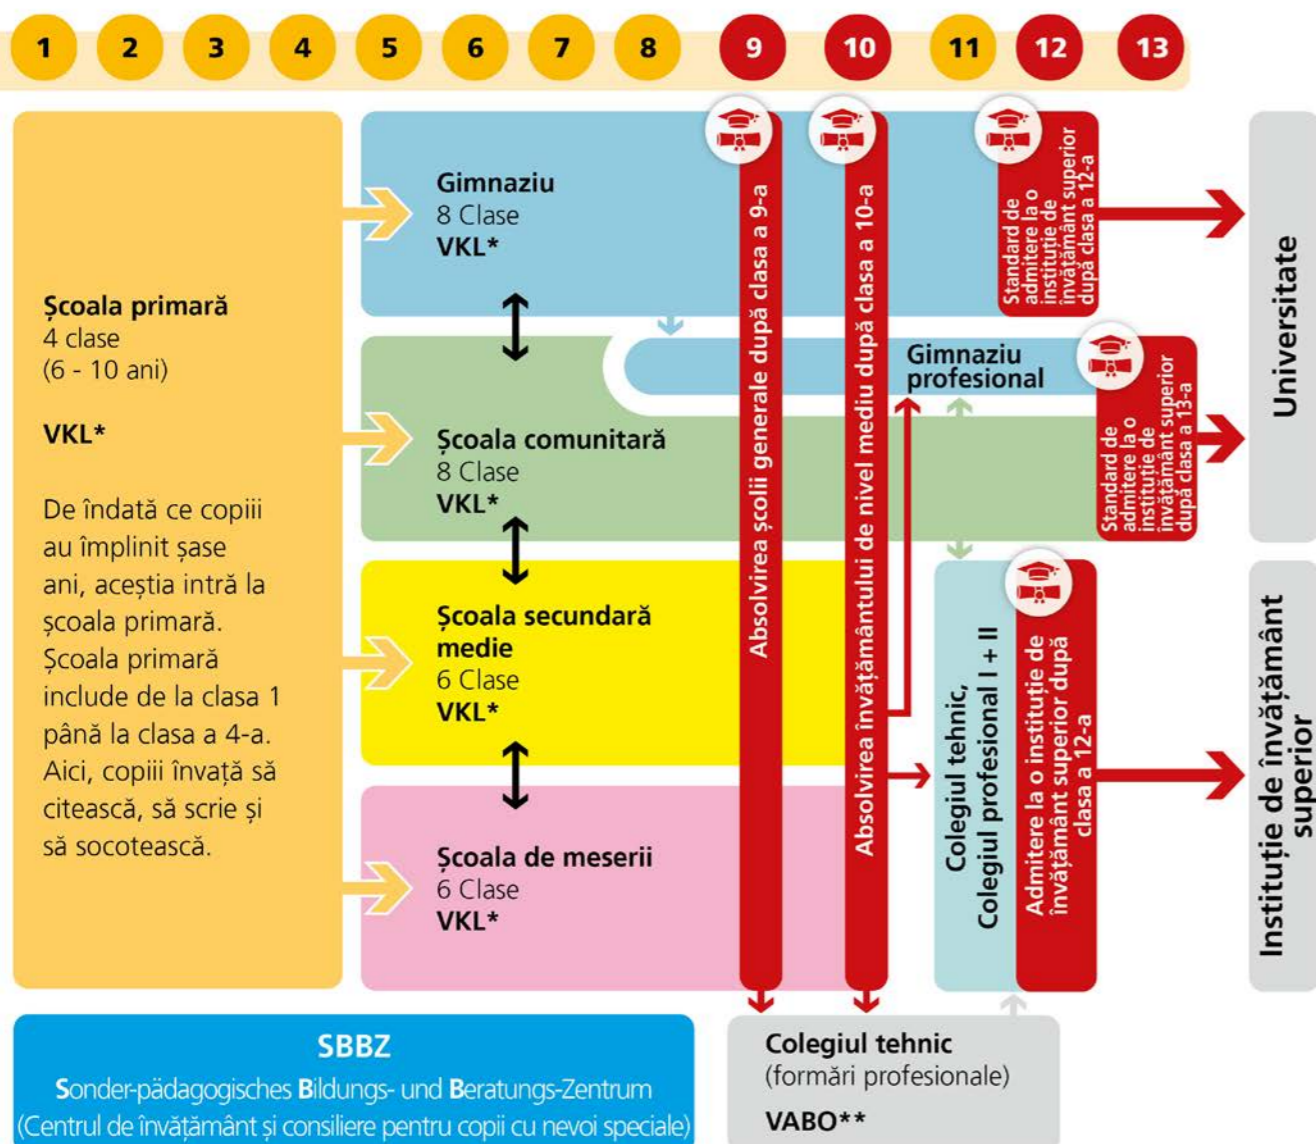 1 2 3 4 5 6 7 8 9 10 11 12 13
Școala primară
4 clase
(6 - 10 ani)
VKL*
De îndată ce copiii
au împlinit șase
ani, aceștia intră la
școala primară.
Școala primară
include de la clasa 1
până la clasa a 4-a.
Aici, copiii învață să
citească, să scrie și
să socotească.
Gimnaziu
8 Clase
VKL*
Școala comunitară
8 Clase
VKL*
Școala secundară
medie
6 Clase
VKL*
Școala de meserii
6 Clase
VKL*
Absolvirea școlii generale după clasa a 9-a
Absolvirea învățământului de nivel mediu după clasa a 10-a
Gimnaziu
profesional
Standard de
admitere la o
instituție de
învățământ superior
după clasa a 12-a
Standard de
admitere la o
instituție de
învățământ superior
după clasa a 13-a
Colegiul tehnic,
Colegiul profesional I + II
Admitere la o instituție de
învățământ superior după
clasa a 12-a
Universitate
Instituție de învățământ
superior
SBBZ
Sonder-pädagogisches Bildungs- und Beratungs-Zentrum
(Centrul de învățământ și consiliere pentru copii cu nevoi speciale)
Colegiul tehnic
(formări profesionale)
VABO**